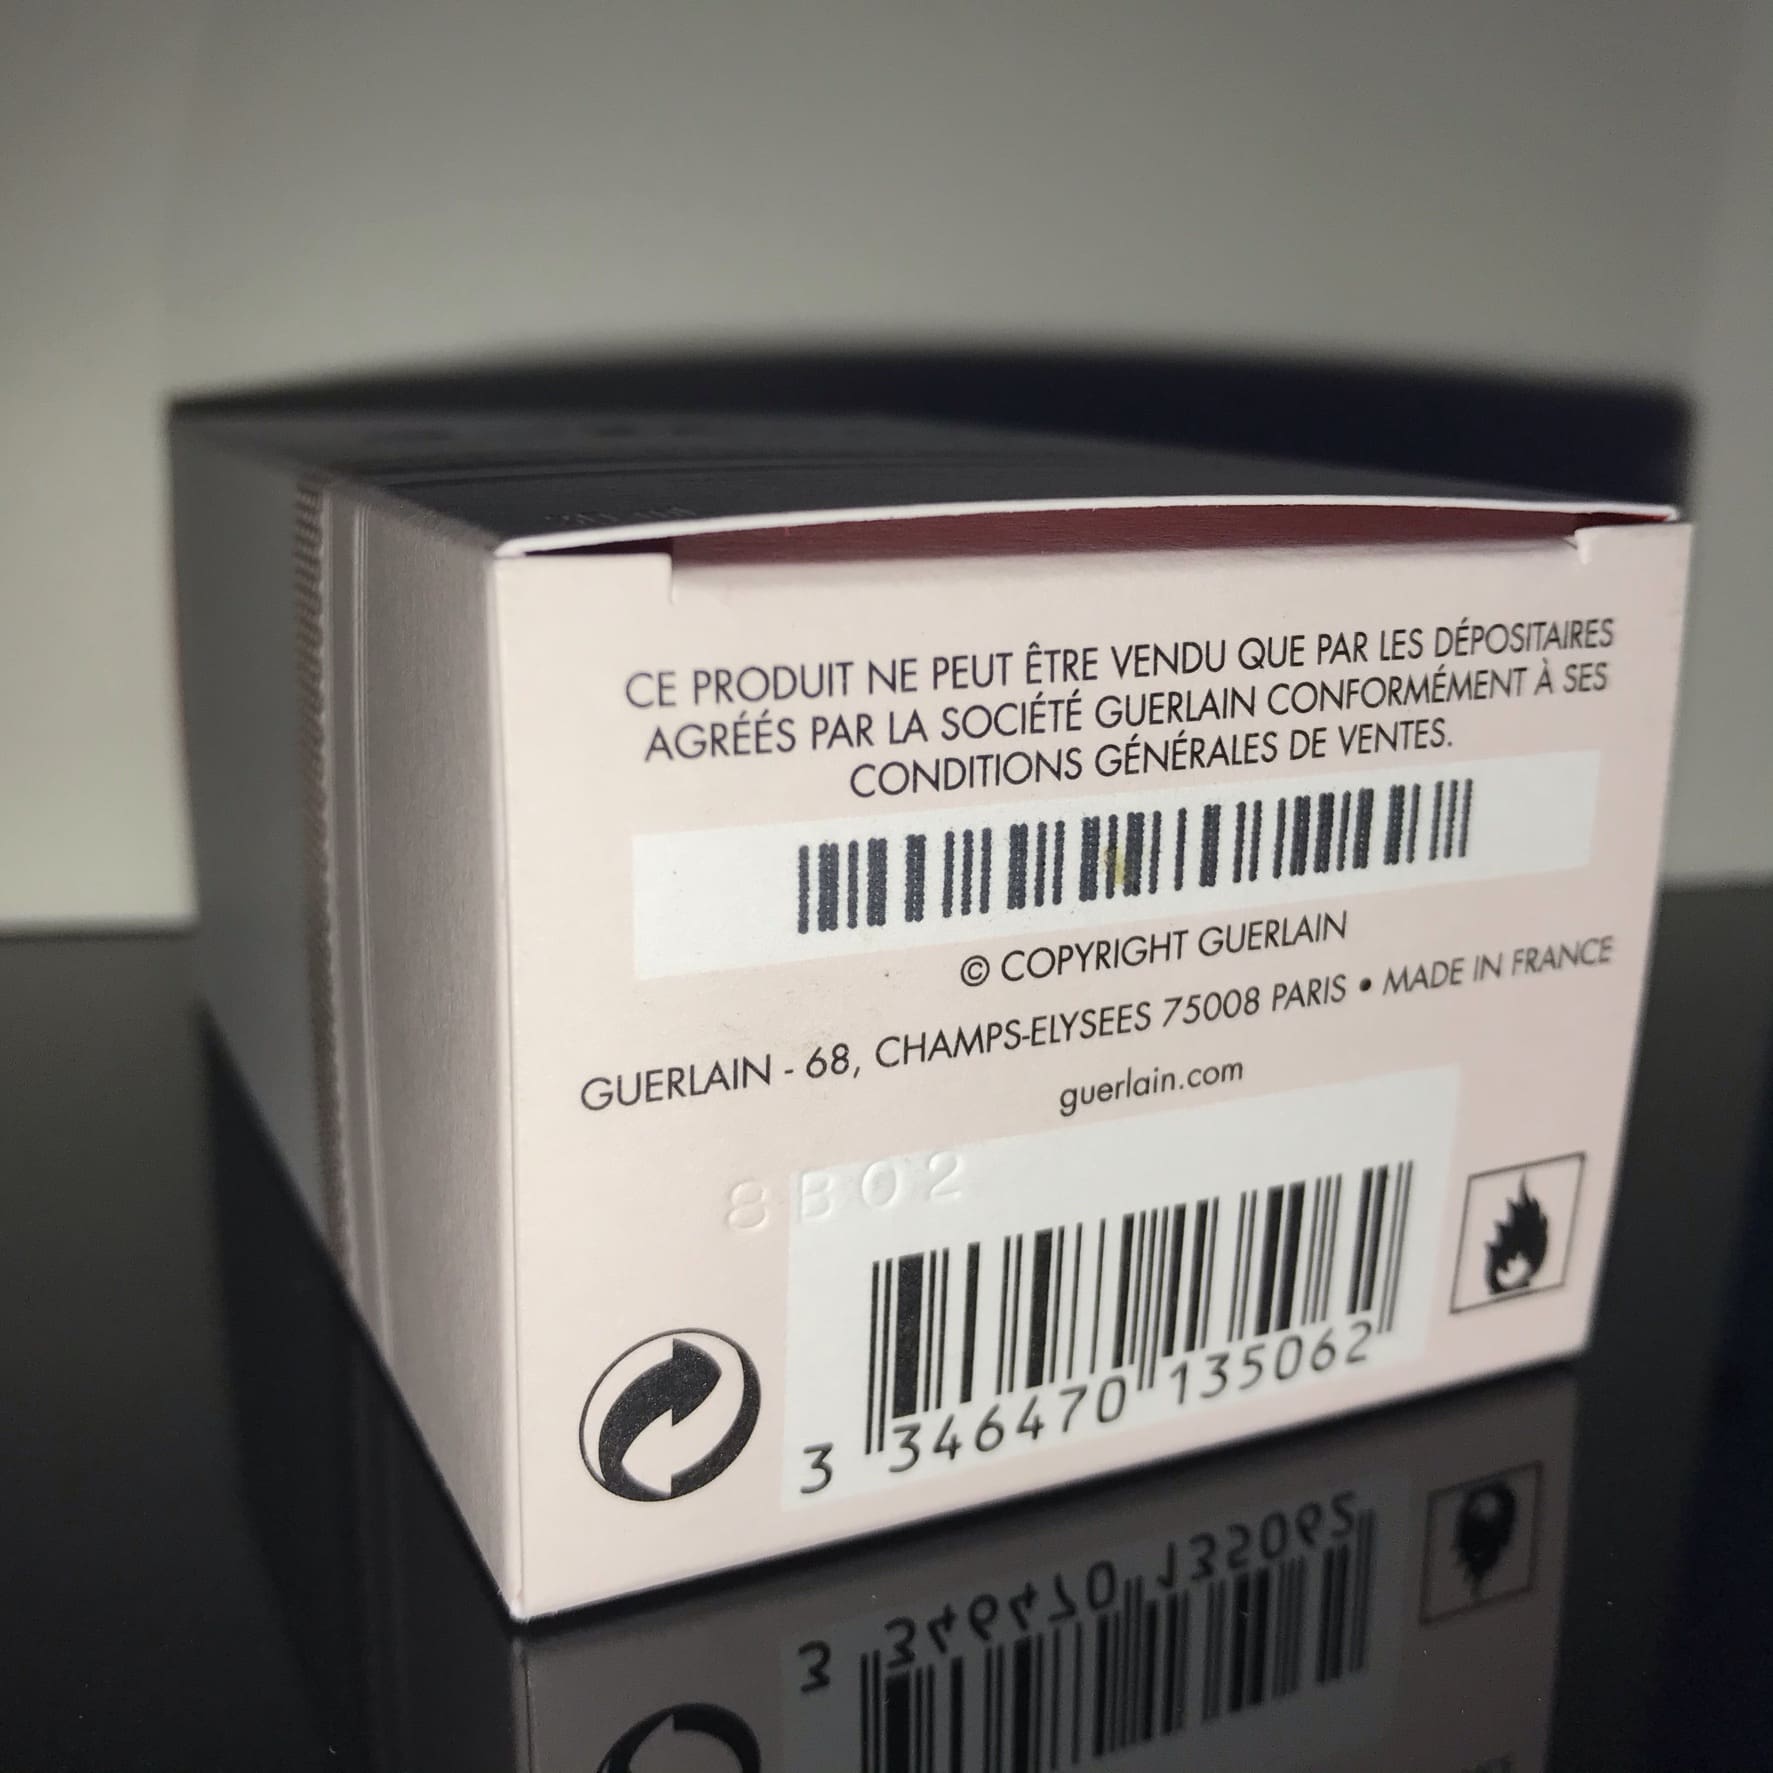 CE PRODUIT NE PEUT ÊTRE VENDU QUE PAR LES DÉPOSITAIRES
AGRÉÉS PAR LA SOCIÉTÉ GUERLAIN CONFORMÉMENT À SES
CONDITIONS GÉNÉRALES DE VENTES.
© COPYRIGHT GUERLAIN
GUERLAIN - 68, CHAMPS-ELYSEES 75008 PARIS • MADE IN FRANCE
guerlain.com
8B02
3 346470 135062